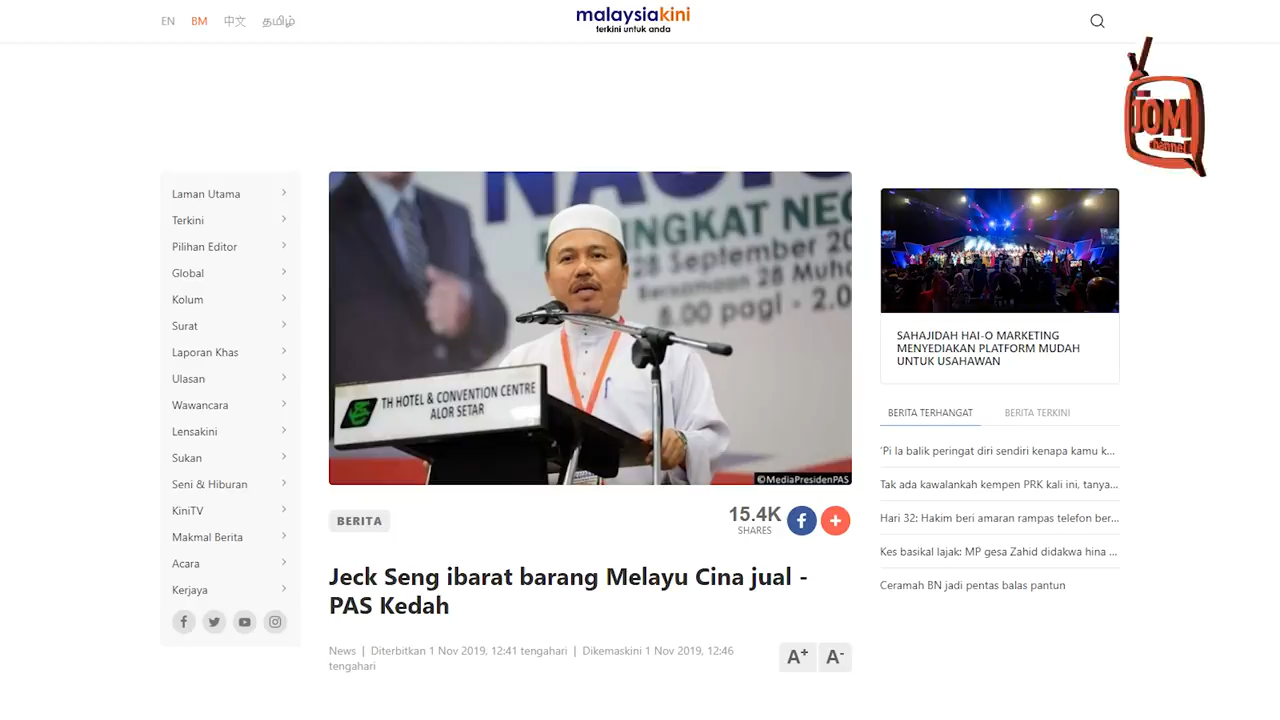 EN BM 中文 தமிழ்
malaysiakini
terkini untuk anda
JOM
channel
Laman Utama
Terkini
Pilihan Editor
Global
Kolum
Surat
Laporan Khas
Ulasan
Wawancara
Lensakini
Sukan
Seni & Hiburan
KiniTV
Makmal Berita
Acara
Kerjaya
28 September 20
Bersamaan 28 Muha
8.00 pagi - 2.0
TH HOTEL & CONVENTION CENTRE
ALOR SETAR
©MediaPresidenPAS
BERITA
15.4K
SHARES
Jeck Seng ibarat barang Melayu Cina jual -
PAS Kedah
News | Diterbitkan 1 Nov 2019, 12:41 tengahari | Dikemaskini 1 Nov 2019, 12:46
tengahari
A+ A-
SAHAJIDAH HAI-O MARKETING
MENYEDIAKAN PLATFORM MUDAH
UNTUK USAHAWAN
BERITA TERHANGAT BERITA TERKINI
'Pi la balik peringat diri sendiri kenapa kamu k...
Tak ada kawalankah kempen PRK kali ini, tanya...
Hari 32: Hakim beri amaran rampas telefon ber...
Kes basikal lajak: MP gesa Zahid didakwa hina ...
Ceramah BN jadi pentas balas pantun